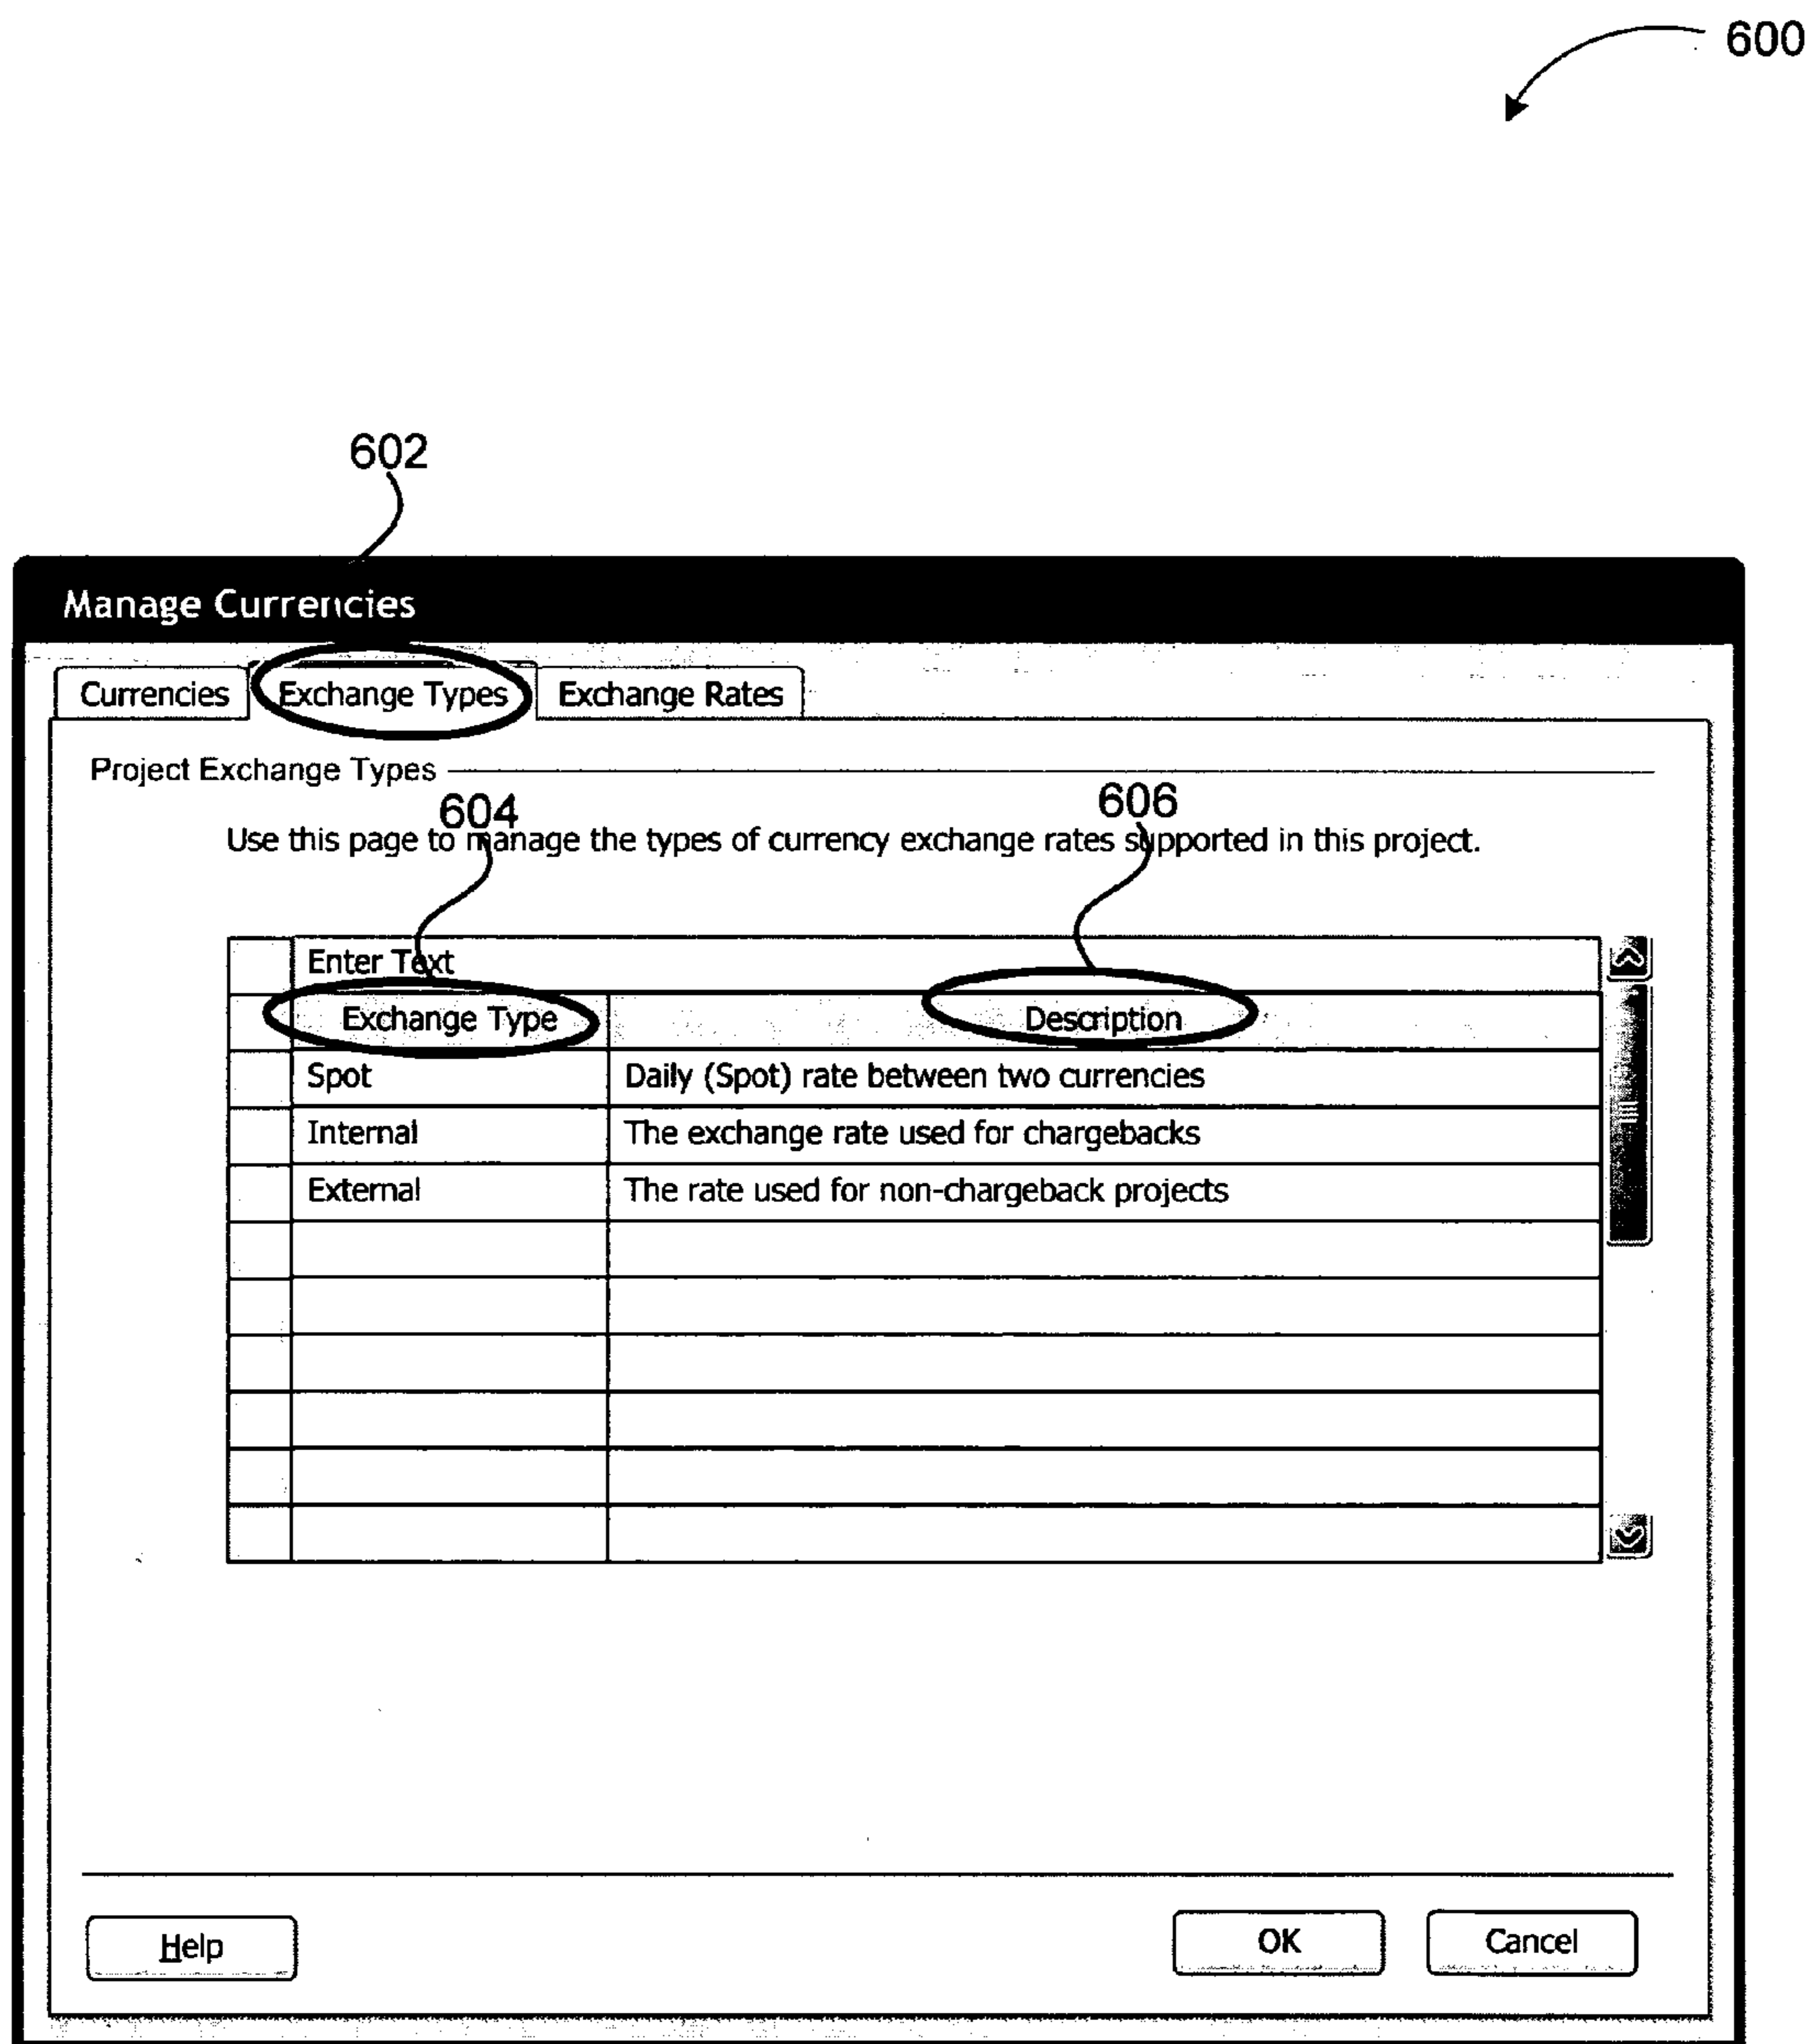 600
602
Manage Currencies
Currencies Exchange Types Exchange Rates
Project Exchange Types
604 606
Use this page to manage the types of currency exchange rates supported in this project.
Enter Text
Exchange Type Description
Spot Daily (Spot) rate between two currencies
Internal The exchange rate used for chargebacks
External The rate used for non-chargeback projects
Help OK Cancel